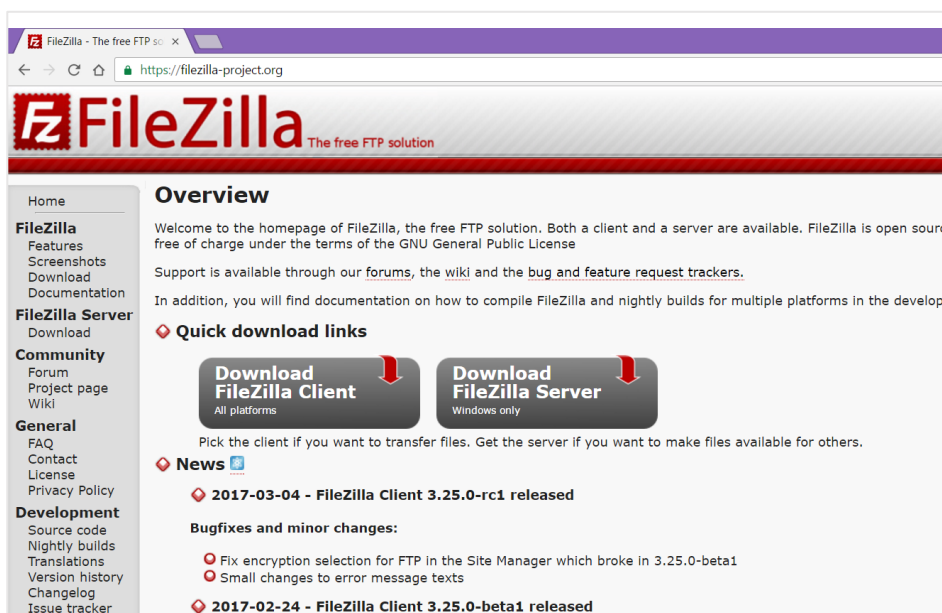 FileZilla - The free FTP so
https://filezilla-project.org
FileZilla The free FTP solution
Home
FileZilla
Features
Screenshots
Download
Documentation
FileZilla Server
Download
Community
Forum
Project page
Wiki
General
FAQ
Contact
License
Privacy Policy
Development
Source code
Nightly builds
Translations
Version history
Changelog
Issue tracker
Overview
Welcome to the homepage of FileZilla, the free FTP solution. Both a client and a server are available. FileZilla is open sourc
free of charge under the terms of the GNU General Public License
Support is available through our forums, the wiki and the bug and feature request trackers.
In addition, you will find documentation on how to compile FileZilla and nightly builds for multiple platforms in the develop
Quick download links
Download
FileZilla Client
All platforms
Download
FileZilla Server
Windows only
Pick the client if you want to transfer files. Get the server if you want to make files available for others.
News
2017-03-04 - FileZilla Client 3.25.0-rc1 released
Bugfixes and minor changes:
Fix encryption selection for FTP in the Site Manager which broke in 3.25.0-beta1
Small changes to error message texts
2017-02-24 - FileZilla Client 3.25.0-beta1 released